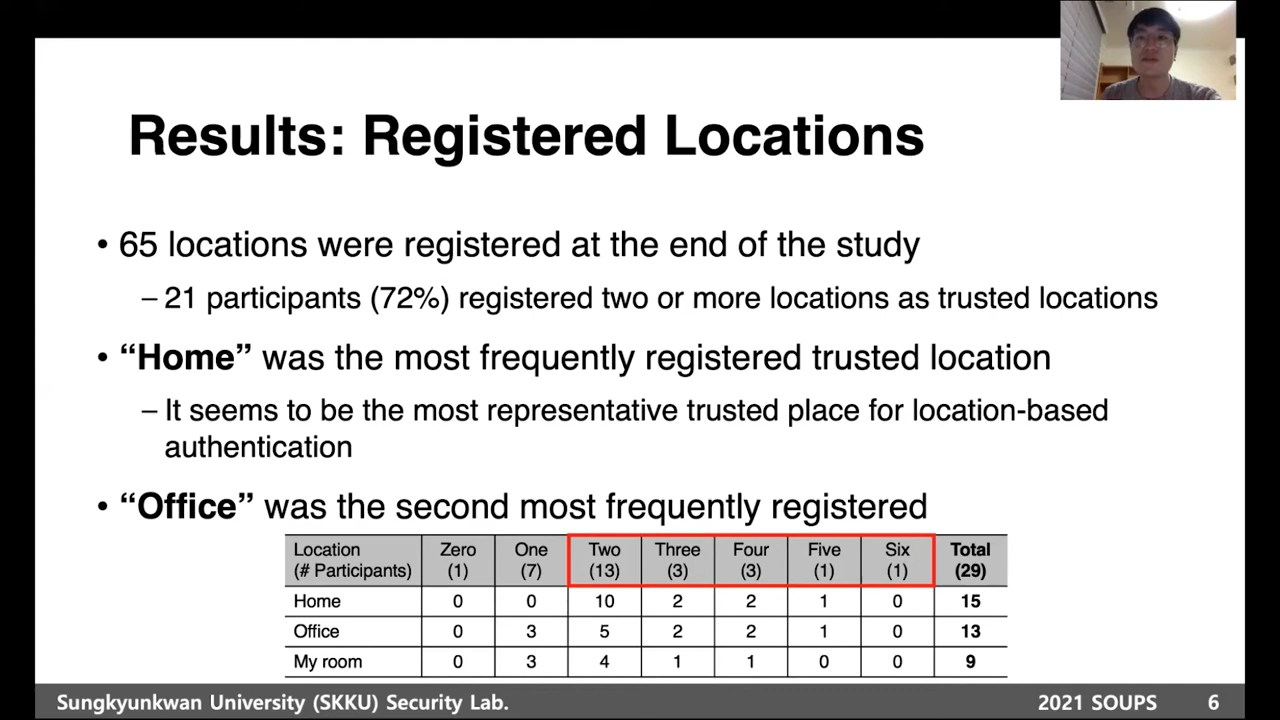 Results: Registered Locations
• 65 locations were registered at the end of the study
– 21 participants (72%) registered two or more locations as trusted locations
• “Home” was the most frequently registered trusted location
– It seems to be the most representative trusted place for location-based
authentication
• “Office” was the second most frequently registered
Location Zero One Two Three Four Five Six Total
(# Participants) (1) (7) (13) (3) (3) (1) (1) (29)
Home 0 0 10 2 2 1 0 15
Office 0 3 5 2 2 1 0 13
My room 0 3 4 1 1 0 0 9
Sungkyunkwan University (SKKU) Security Lab. 2021 SOUPS 6